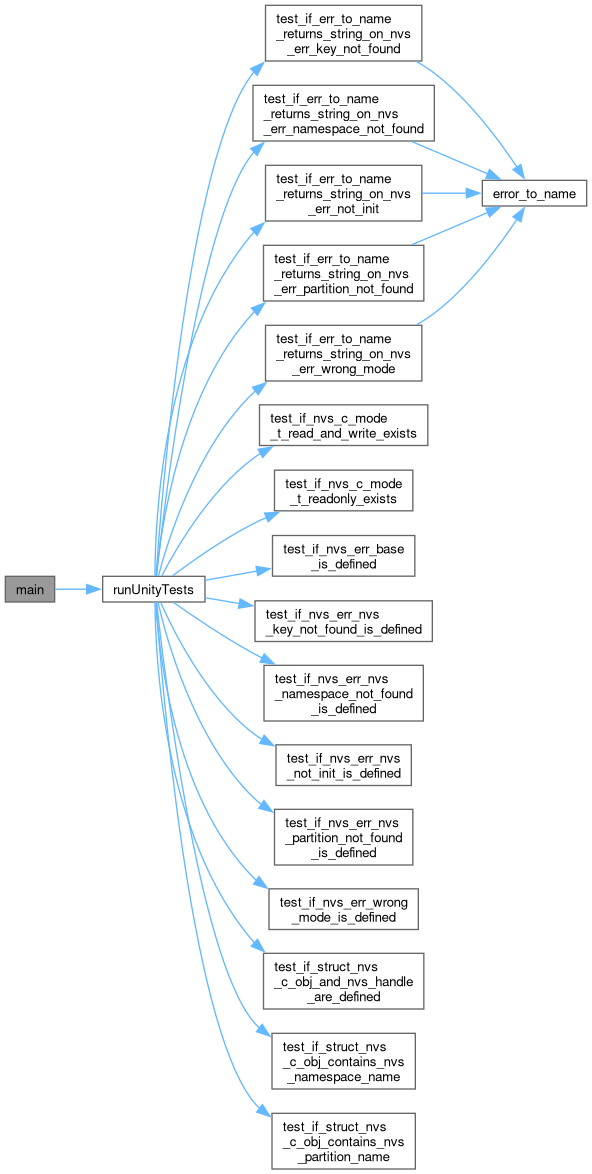 test_if_err_to_name
_returns_string_on_nvs
_err_key_not_found
test_if_err_to_name
_returns_string_on_nvs
_err_namespace_not_found
test_if_err_to_name
_returns_string_on_nvs
_err_not_init
error_to_name
test_if_err_to_name
_returns_string_on_nvs
_err_partition_not_found
test_if_err_to_name
_returns_string_on_nvs
_err_wrong_mode
test_if_nvs_c_mode
_t_read_and_write_exists
test_if_nvs_c_mode
_t_readonly_exists
test_if_nvs_err_base
_is_defined
main
runUnityTests
test_if_nvs_err_nvs
_key_not_found_is_defined
test_if_nvs_err_nvs
_namespace_not_found
_is_defined
test_if_nvs_err_nvs
_not_init_is_defined
test_if_nvs_err_nvs
_partition_not_found
_is_defined
test_if_nvs_err_wrong
_mode_is_defined
test_if_struct_nvs
_c_obj_and_nvs_handle
_are_defined
test_if_struct_nvs
_c_obj_contains_nvs
_namespace_name
test_if_struct_nvs
_c_obj_contains_nvs
_partition_name